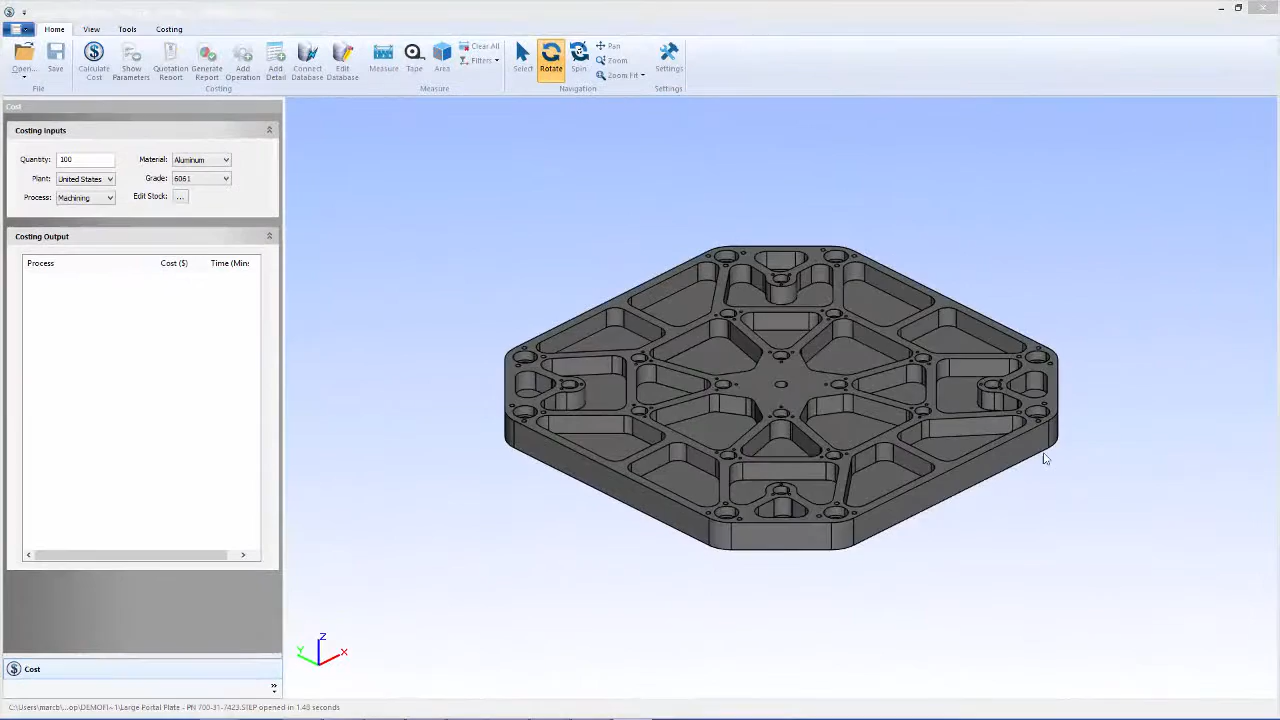 Home View Tools Costing
Open... Save Calculate Cost Show Parameters Operation Report Generate Report Add Operation Add Detail Connect Database Edit Database Measure Tape Area Clear All Filters Select Rotate Spin Pan Zoom Zoom Fit Settings
File Costing Measure Navigation Settings
Cost
Costing Inputs
Quantity: 100 Material: Aluminum
Plant: United States Grade: 6061
Process: Machining Edit Stock: ...
Costing Output
Process Cost ($) Time (Min:
Z
Y X
$ Cost
C:\Users\marcb\...op\DEMOFI~1\Large Portal Plate - PN 700-31-7423.STEP opened in 1.48 seconds